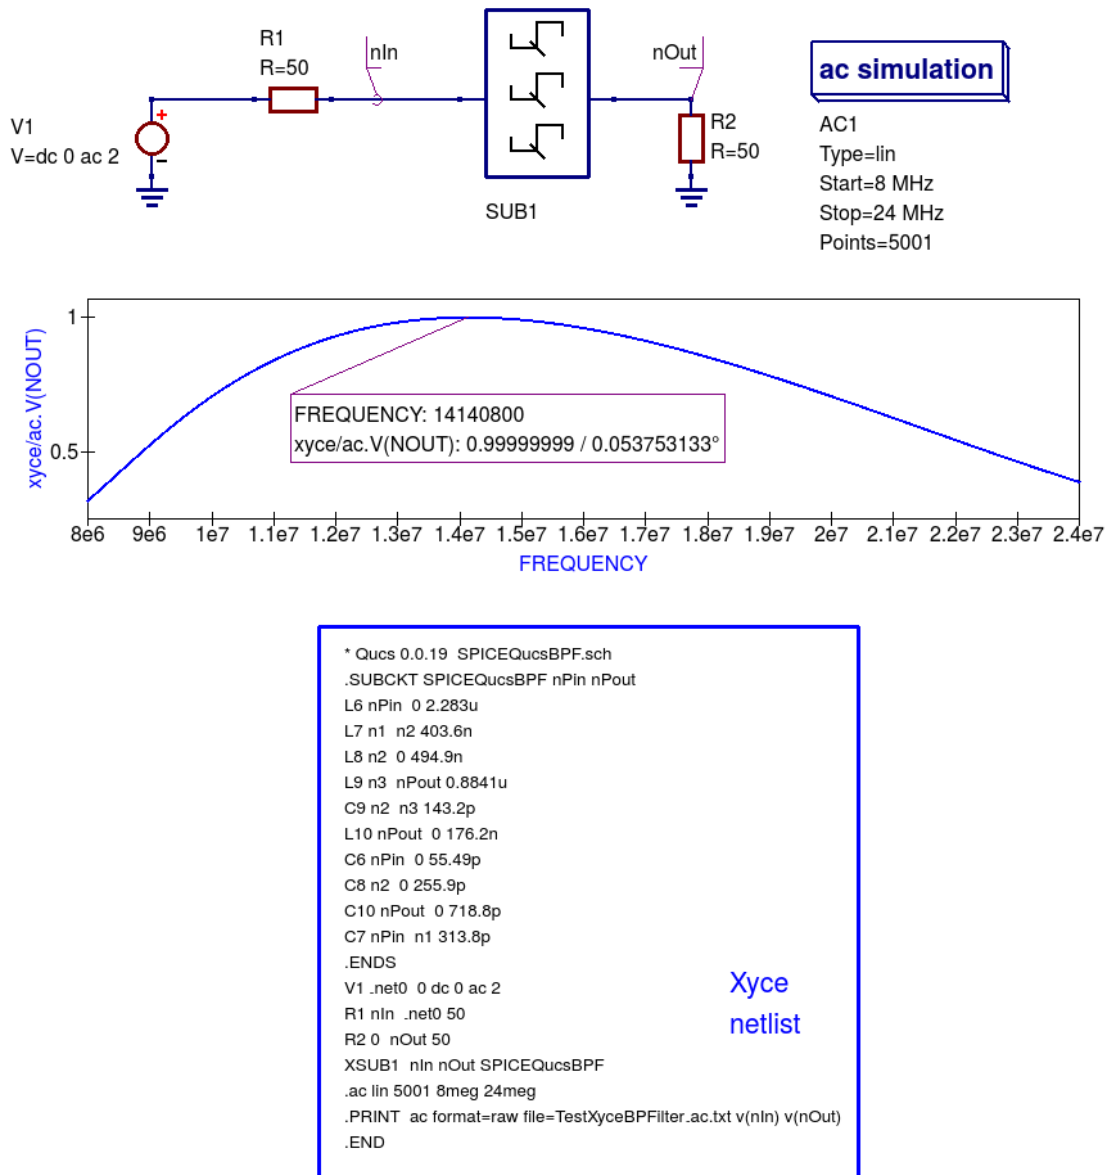 R1
R=50
nIn
nOut
ac simulation
+
V1
V=dc 0 ac 2
R2
R=50
AC1
Type=lin
Start=8 MHz
Stop=24 MHz
Points=5001
SUB1
xyce/ac.V(NOUT)
1
0.5
FREQUENCY: 14140800
xyce/ac.V(NOUT): 0.99999999 / 0.053753133°
8e6 9e6 1e7 1.1e7 1.2e7 1.3e7 1.4e7 1.5e7 1.6e7 1.7e7 1.8e7 1.9e7 2e7 2.1e7 2.2e7 2.3e7 2.4e7
FREQUENCY
* Qucs 0.0.19 SPICEQucsBPF.sch
.SUBCKT SPICEQucsBPF nPin nPout
L6 nPin 0 2.283u
L7 n1 n2 403.6n
L8 n2 0 494.9n
L9 n3 nPout 0.8841u
C9 n2 n3 143.2p
L10 nPout 0 176.2n
C6 nPin 0 55.49p
C8 n2 0 255.9p
C10 nPout 0 718.8p
C7 nPin n1 313.8p
.ENDS
V1 _net0 0 dc 0 ac 2
R1 nIn _net0 50
R2 0 nOut 50
XSUB1 nIn nOut SPICEQucsBPF
.ac lin 5001 8meg 24meg
.PRINT ac format=raw file=TestXyceBPFilter_ac.txt v(nIn) v(nOut)
.END
Xyce
netlist